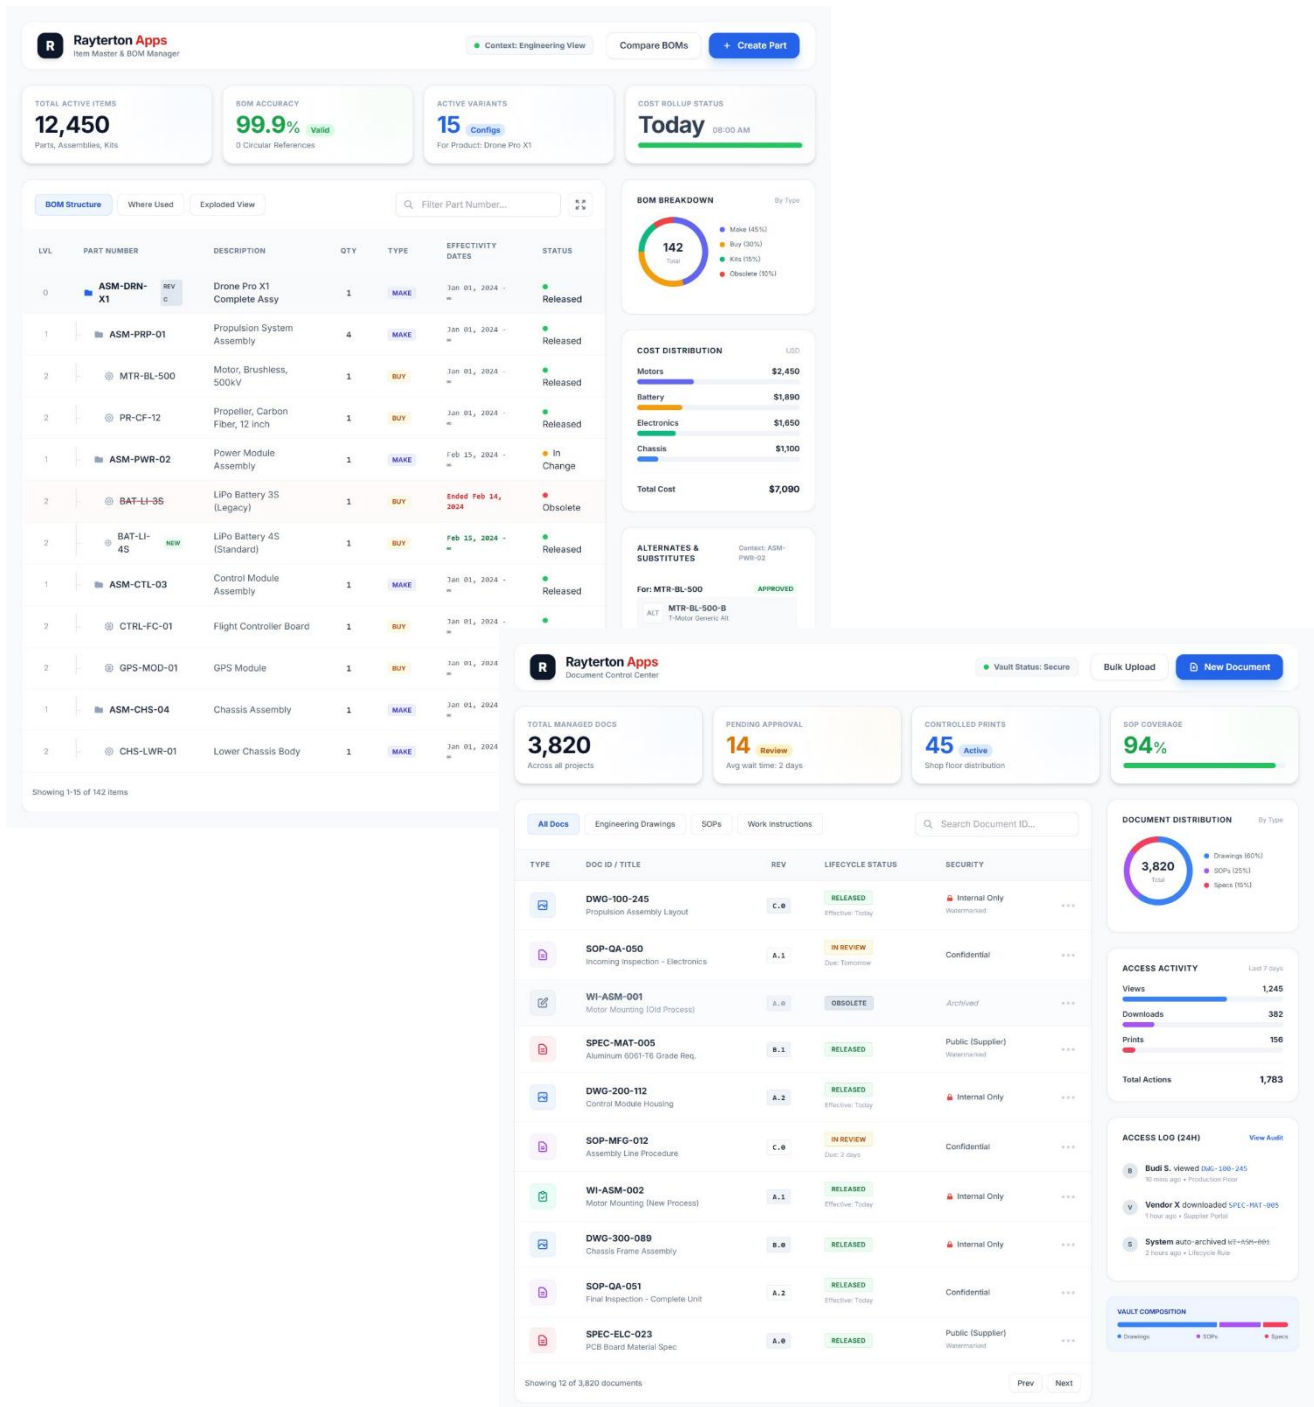 R
Rayterton Apps
Item Master & BOM Manager
Context: Engineering View
Compare BOMs
+ Create Part
TOTAL ACTIVE ITEMS
12,450
Parts, Assemblies, Kits
BOM ACCURACY
99.9% Valid
0 Circular References
ACTIVE VARIANTS
15 Configs
For Product: Drone Pro X1
COST ROLLUP STATUS
Today 08:00 AM
BOM Structure
Where Used
Exploded View
Filter Part Number...
LVL PART NUMBER DESCRIPTION QTY TYPE EFFECTIVITY DATES STATUS
0 ASM-DRN-X1 REV C Drone Pro X1 Complete Assy 1 MAKE Jan 01, 2024 - ∞ Released
1 ASM-PRP-01 Propulsion System Assembly 4 MAKE Jan 01, 2024 - ∞ Released
2 MTR-BL-500 Motor, Brushless, 500kV 1 BUY Jan 01, 2024 - ∞ Released
2 PR-CF-12 Propeller, Carbon Fiber, 12 inch 1 BUY Jan 01, 2024 - ∞ Released
1 ASM-PWR-02 Power Module Assembly 1 MAKE Feb 15, 2024 - ∞ In Change
2 BAT-LI-3S LiPo Battery 3S (Legacy) 1 BUY Ended Feb 14, 2024 Obsolete
2 BAT-LI-4S NEW LiPo Battery 4S (Standard) 1 BUY Feb 15, 2024 - ∞ Released
1 ASM-CTL-03 Control Module Assembly 1 MAKE Jan 01, 2024 - ∞ Released
2 CTRL-FC-01 Flight Controller Board 1 BUY Jan 01, 2024 - ∞
2 GPS-MOD-01 GPS Module 1 BUY Jan 01, 2024 ∞
1 ASM-CHS-04 Chassis Assembly 1 MAKE Jan 01, 2024 ∞
2 CHS-LWR-01 Lower Chassis Body 1 MAKE Jan 01, 2024 ∞
Showing 1-15 of 142 items
BOM BREAKDOWN By Type
142
Total
Make (45%)
Buy (30%)
Kits (15%)
Obsolete (10%)
COST DISTRIBUTION USD
Motors $2,450
Battery $1,890
Electronics $1,650
Chassis $1,100
Total Cost $7,090
ALTERNATES & SUBSTITUTES Context: ASM-PWR-02
For: MTR-BL-500 APPROVED
ALT MTR-BL-500-B
T-Motor Generic Alt
R
Rayterton Apps
Document Control Center
Vault Status: Secure
Bulk Upload
New Document
TOTAL MANAGED DOCS
3,820
Across all projects
PENDING APPROVAL
14 Review
Avg wait time: 2 days
CONTROLLED PRINTS
45 Active
Shop floor distribution
SOP COVERAGE
94%
All Docs
Engineering Drawings
SOPs
Work Instructions
Search Document ID...
TYPE DOC ID / TITLE REV LIFECYCLE STATUS SECURITY
DWG-100-245 C.0 RELEASED Internal Only
Propulsion Assembly Layout Effective: Today Watermarked
SOP-QA-050 A.1 IN REVIEW Confidential
Incoming Inspection - Electronics Due: Tomorrow
WI-ASM-001 A.0 OBSOLETE Archived
Motor Mounting (Old Process)
SPEC-MAT-005 B.1 RELEASED Public (Supplier)
Aluminum 6061-T6 Grade Req. Watermarked
DWG-200-112 A.2 RELEASED Internal Only
Control Module Housing Effective: Today
SOP-MFG-012 C.0 IN REVIEW Confidential
Assembly Line Procedure Due: 2 days
WI-ASM-002 A.1 RELEASED Internal Only
Motor Mounting (New Process) Effective: Today
DWG-300-089 B.0 RELEASED Internal Only
Chassis Frame Assembly
SOP-QA-051 A.2 RELEASED Confidential
Final Inspection - Complete Unit Effective: Today
SPEC-ELC-023 A.0 RELEASED Public (Supplier)
PCB Board Material Spec Watermarked
Showing 12 of 3,820 documents
Prev
Next
DOCUMENT DISTRIBUTION By Type
3,820
Total
Drawings (60%)
SOPs (25%)
Specs (15%)
ACCESS ACTIVITY Last 7 days
Views 1,245
Downloads 382
Prints 156
Total Actions 1,783
ACCESS LOG (24H) View Audit
B Budi S. viewed DWG-100-245
10 mins ago • Production Floor
V Vendor X downloaded SPEC-MAT-005
1 hour ago • Supplier Portal
S System auto-archived WI-ASM-001
2 hours ago • Lifecycle Rule
VAULT COMPOSITION
Drawings SOPs Specs